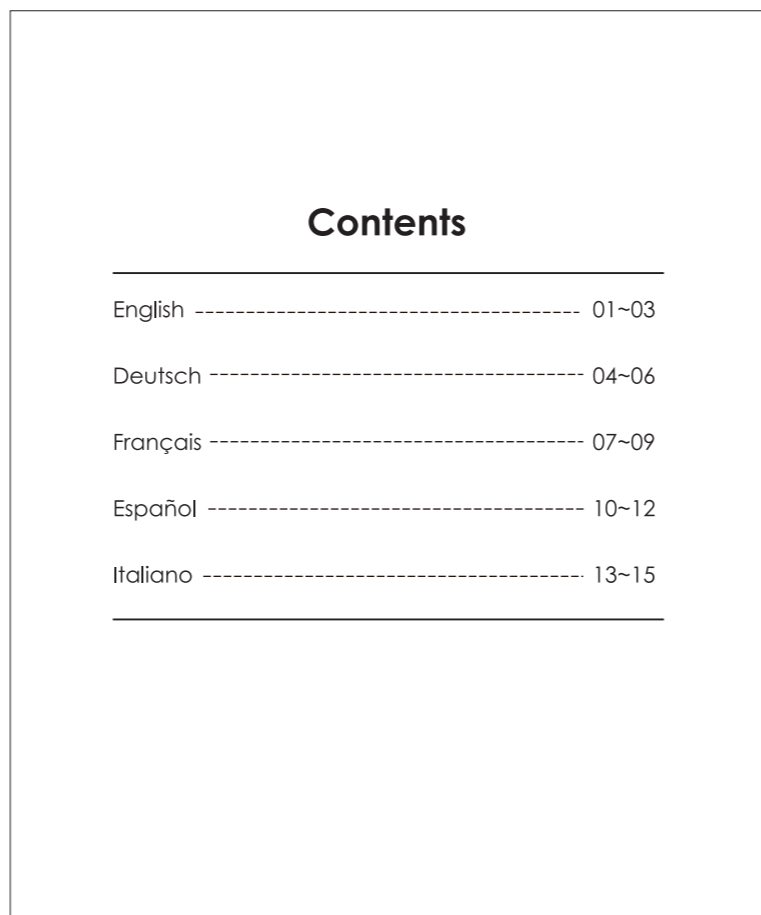 Contents
English 01~03
Deutsch 04~06
Français 07~09
Español 10~12
Italiano 13~15